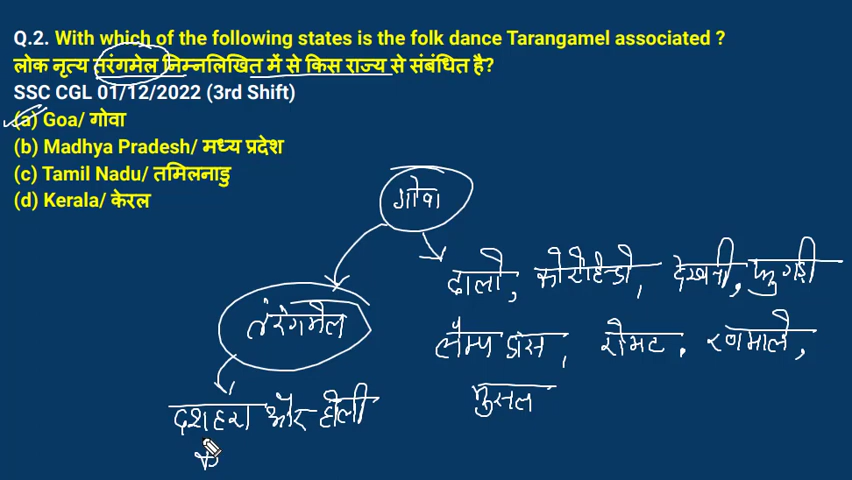 Q.2. With which of the following states is the folk dance Tarangamel associated ?
लोक नृत्य तरंगमेल निम्नलिखित में से किस राज्य से संबंधित है?
SSC CGL 01/12/2022 (3rd Shift)
(a) Goa/ गोवा
(b) Madhya Pradesh/ मध्य प्रदेश
(c) Tamil Nadu/ तमिलनाडु
(d) Kerala/ केरल
गोवा
दालो, कोरीडिन्हो, देखनी, फुगड़ी
तंरगमेल
लैम्प डांस, रोमट, रणमाले,
मुसल
दशहरा और होली